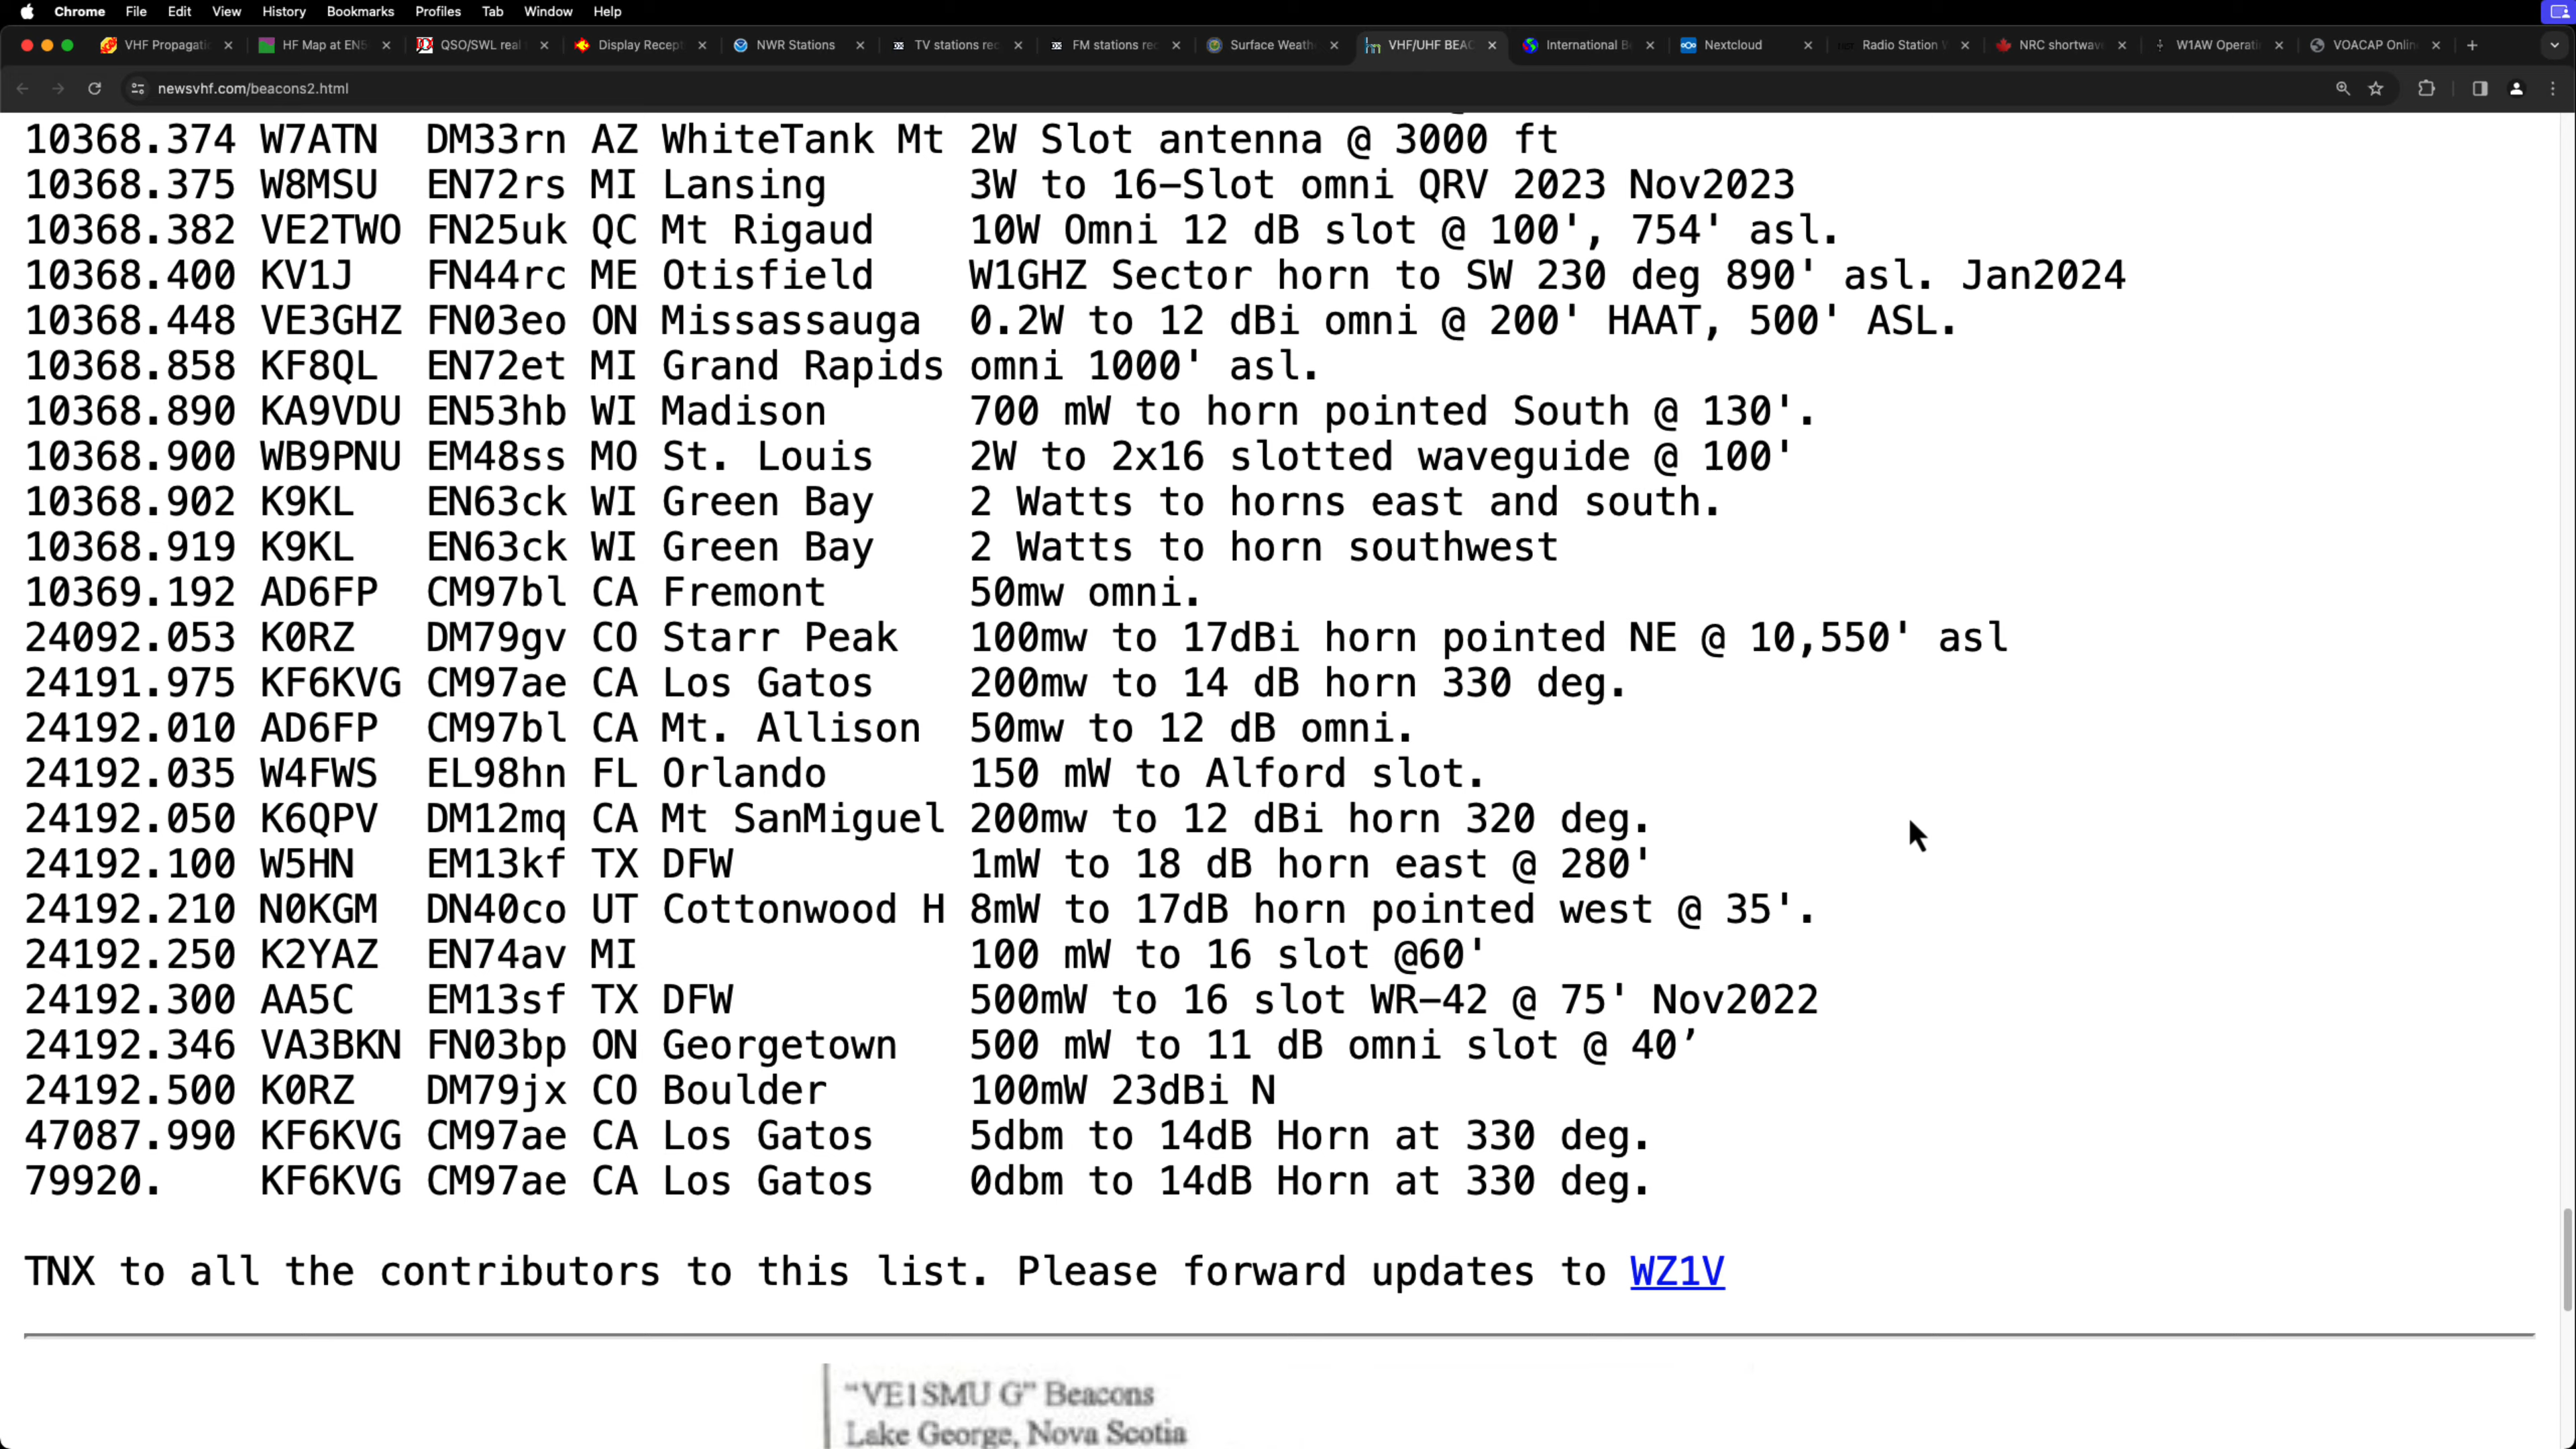 Chrome File Edit View History Bookmarks Profiles Tab Window Help
VHF Propagati HF Map at EN5 QSO/SWL real Display Recep NWR Stations TV stations rec FM stations rec Surface Weath VHF/UHF BEAC International B Nextcloud Radio Station NRC shortwav W1AW Operati VOACAP Onlin
newsvhf.com/beacons2.html
10368.374 W7ATN DM33rn AZ WhiteTank Mt 2W Slot antenna @ 3000 ft
10368.375 W8MSU EN72rs MI Lansing 3W to 16-Slot omni QRV 2023 Nov2023
10368.382 VE2TWO FN25uk QC Mt Rigaud 10W Omni 12 dB slot @ 100', 754' asl.
10368.400 KV1J FN44rc ME Otisfield W1GHZ Sector horn to SW 230 deg 890' asl. Jan2024
10368.448 VE3GHZ FN03eo ON Missassauga 0.2W to 12 dBi omni @ 200' HAAT, 500' ASL.
10368.858 KF8QL EN72et MI Grand Rapids omni 1000' asl.
10368.890 KA9VDU EN53hb WI Madison 700 mW to horn pointed South @ 130'.
10368.900 WB9PNU EM48ss MO St. Louis 2W to 2x16 slotted waveguide @ 100'
10368.902 K9KL EN63ck WI Green Bay 2 Watts to horns east and south.
10368.919 K9KL EN63ck WI Green Bay 2 Watts to horn southwest
10369.192 AD6FP CM97bl CA Fremont 50mw omni.
24092.053 K0RZ DM79gv CO Starr Peak 100mw to 17dBi horn pointed NE @ 10,550' asl
24191.975 KF6KVG CM97ae CA Los Gatos 200mw to 14 dB horn 330 deg.
24192.010 AD6FP CM97bl CA Mt. Allison 50mw to 12 dB omni.
24192.035 W4FWS EL98hn FL Orlando 150 mW to Alford slot.
24192.050 K6QPV DM12mq CA Mt SanMiguel 200mw to 12 dBi horn 320 deg.
24192.100 W5HN EM13kf TX DFW 1mW to 18 dB horn east @ 280'
24192.210 N0KGM DN40co UT Cottonwood H 8mW to 17dB horn pointed west @ 35'.
24192.250 K2YAZ EN74av MI 100 mW to 16 slot @60'
24192.300 AA5C EM13sf TX DFW 500mW to 16 slot WR-42 @ 75' Nov2022
24192.346 VA3BKN FN03bp ON Georgetown 500 mW to 11 dB omni slot @ 40’
24192.500 K0RZ DM79jx CO Boulder 100mW 23dBi N
47087.990 KF6KVG CM97ae CA Los Gatos 5dbm to 14dB Horn at 330 deg.
79920. KF6KVG CM97ae CA Los Gatos 0dbm to 14dB Horn at 330 deg.
TNX to all the contributors to this list. Please forward updates to WZ1V
“VE1SMU G” Beacons
Lake George, Nova Scotia